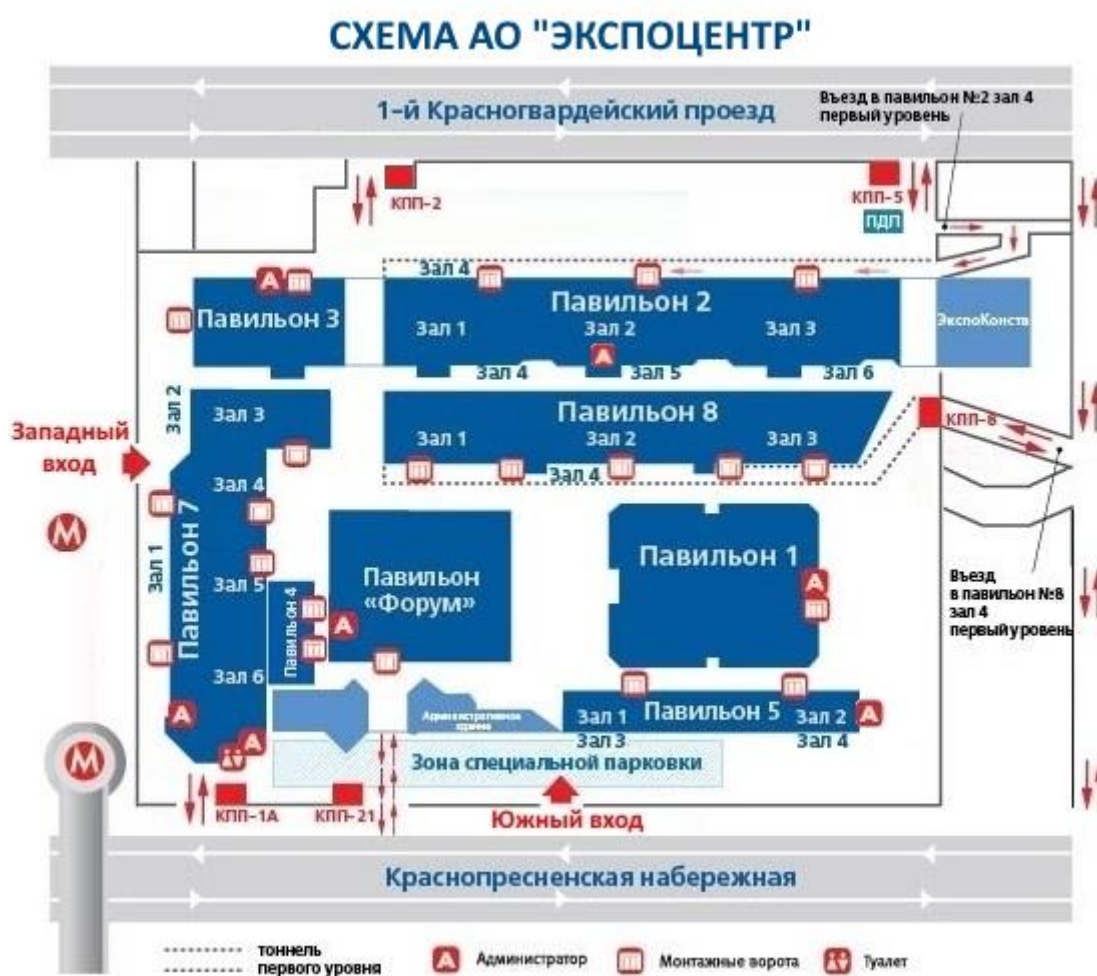 СХЕМА АО "ЭКСПОЦЕНТР"
1-й Красногвардейский проезд
Въезд в павильон №2 зал 4
первый уровень
КПП-2
КПП-5
ПДП
Зал 4
А
Павильон 3
Павильон 2
Зал 1
Зал 2
Зал 3
А
ЭкспоКонста
Зал 4
Зал 5
Зал 6
Зал 2
Зал 3
Павильон 8
Зал 1
Зал 2
Зал 3
КПП-8
Западный
вход
Зал 4
Зал 4
М
Зал 1
Павильон 7
Зал 5
Павильон 4
Павильон
«Форум»
А
Павильон 1
А
Въезд
в павильон №8
зал 4
первый уровень
Зал 6
А
А
М
Зал 1
Павильон 5
Зал 2
А
Зал 3
Зал 4
Зона специальной парковки
КПП-1А
КПП-21
Южный вход
Краснопресненская набережная
тоннель
первого уровня
А
Администратор
Монтажные ворота
Туалет